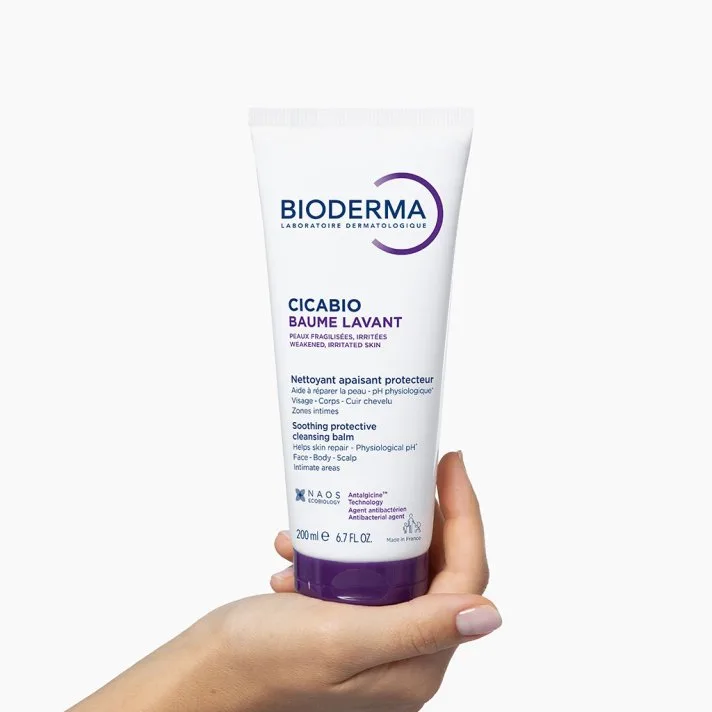 BIODERMA
LABORATOIRE DERMATOLOGIQUE
CICABIO
BAUME LAVANT
PEAUX FRAGILISÉES, IRRITÉES
WEAKENED, IRRITATED SKIN
Nettoyant apaisant protecteur
Aide à réparer la peau - pH physiologique*
Visage - Corps - Cuir chevelu
Zones intimes
Soothing protective
cleansing balm
Helps skin repair - Physiological pH*
Face - Body - Scalp
Intimate areas
NAOS
ECOBIOLOGY
Antalgicine™
Technology
Agent antibactérien
Antibacterial agent
200 ml e 6.7 FL. OZ.
Made in France